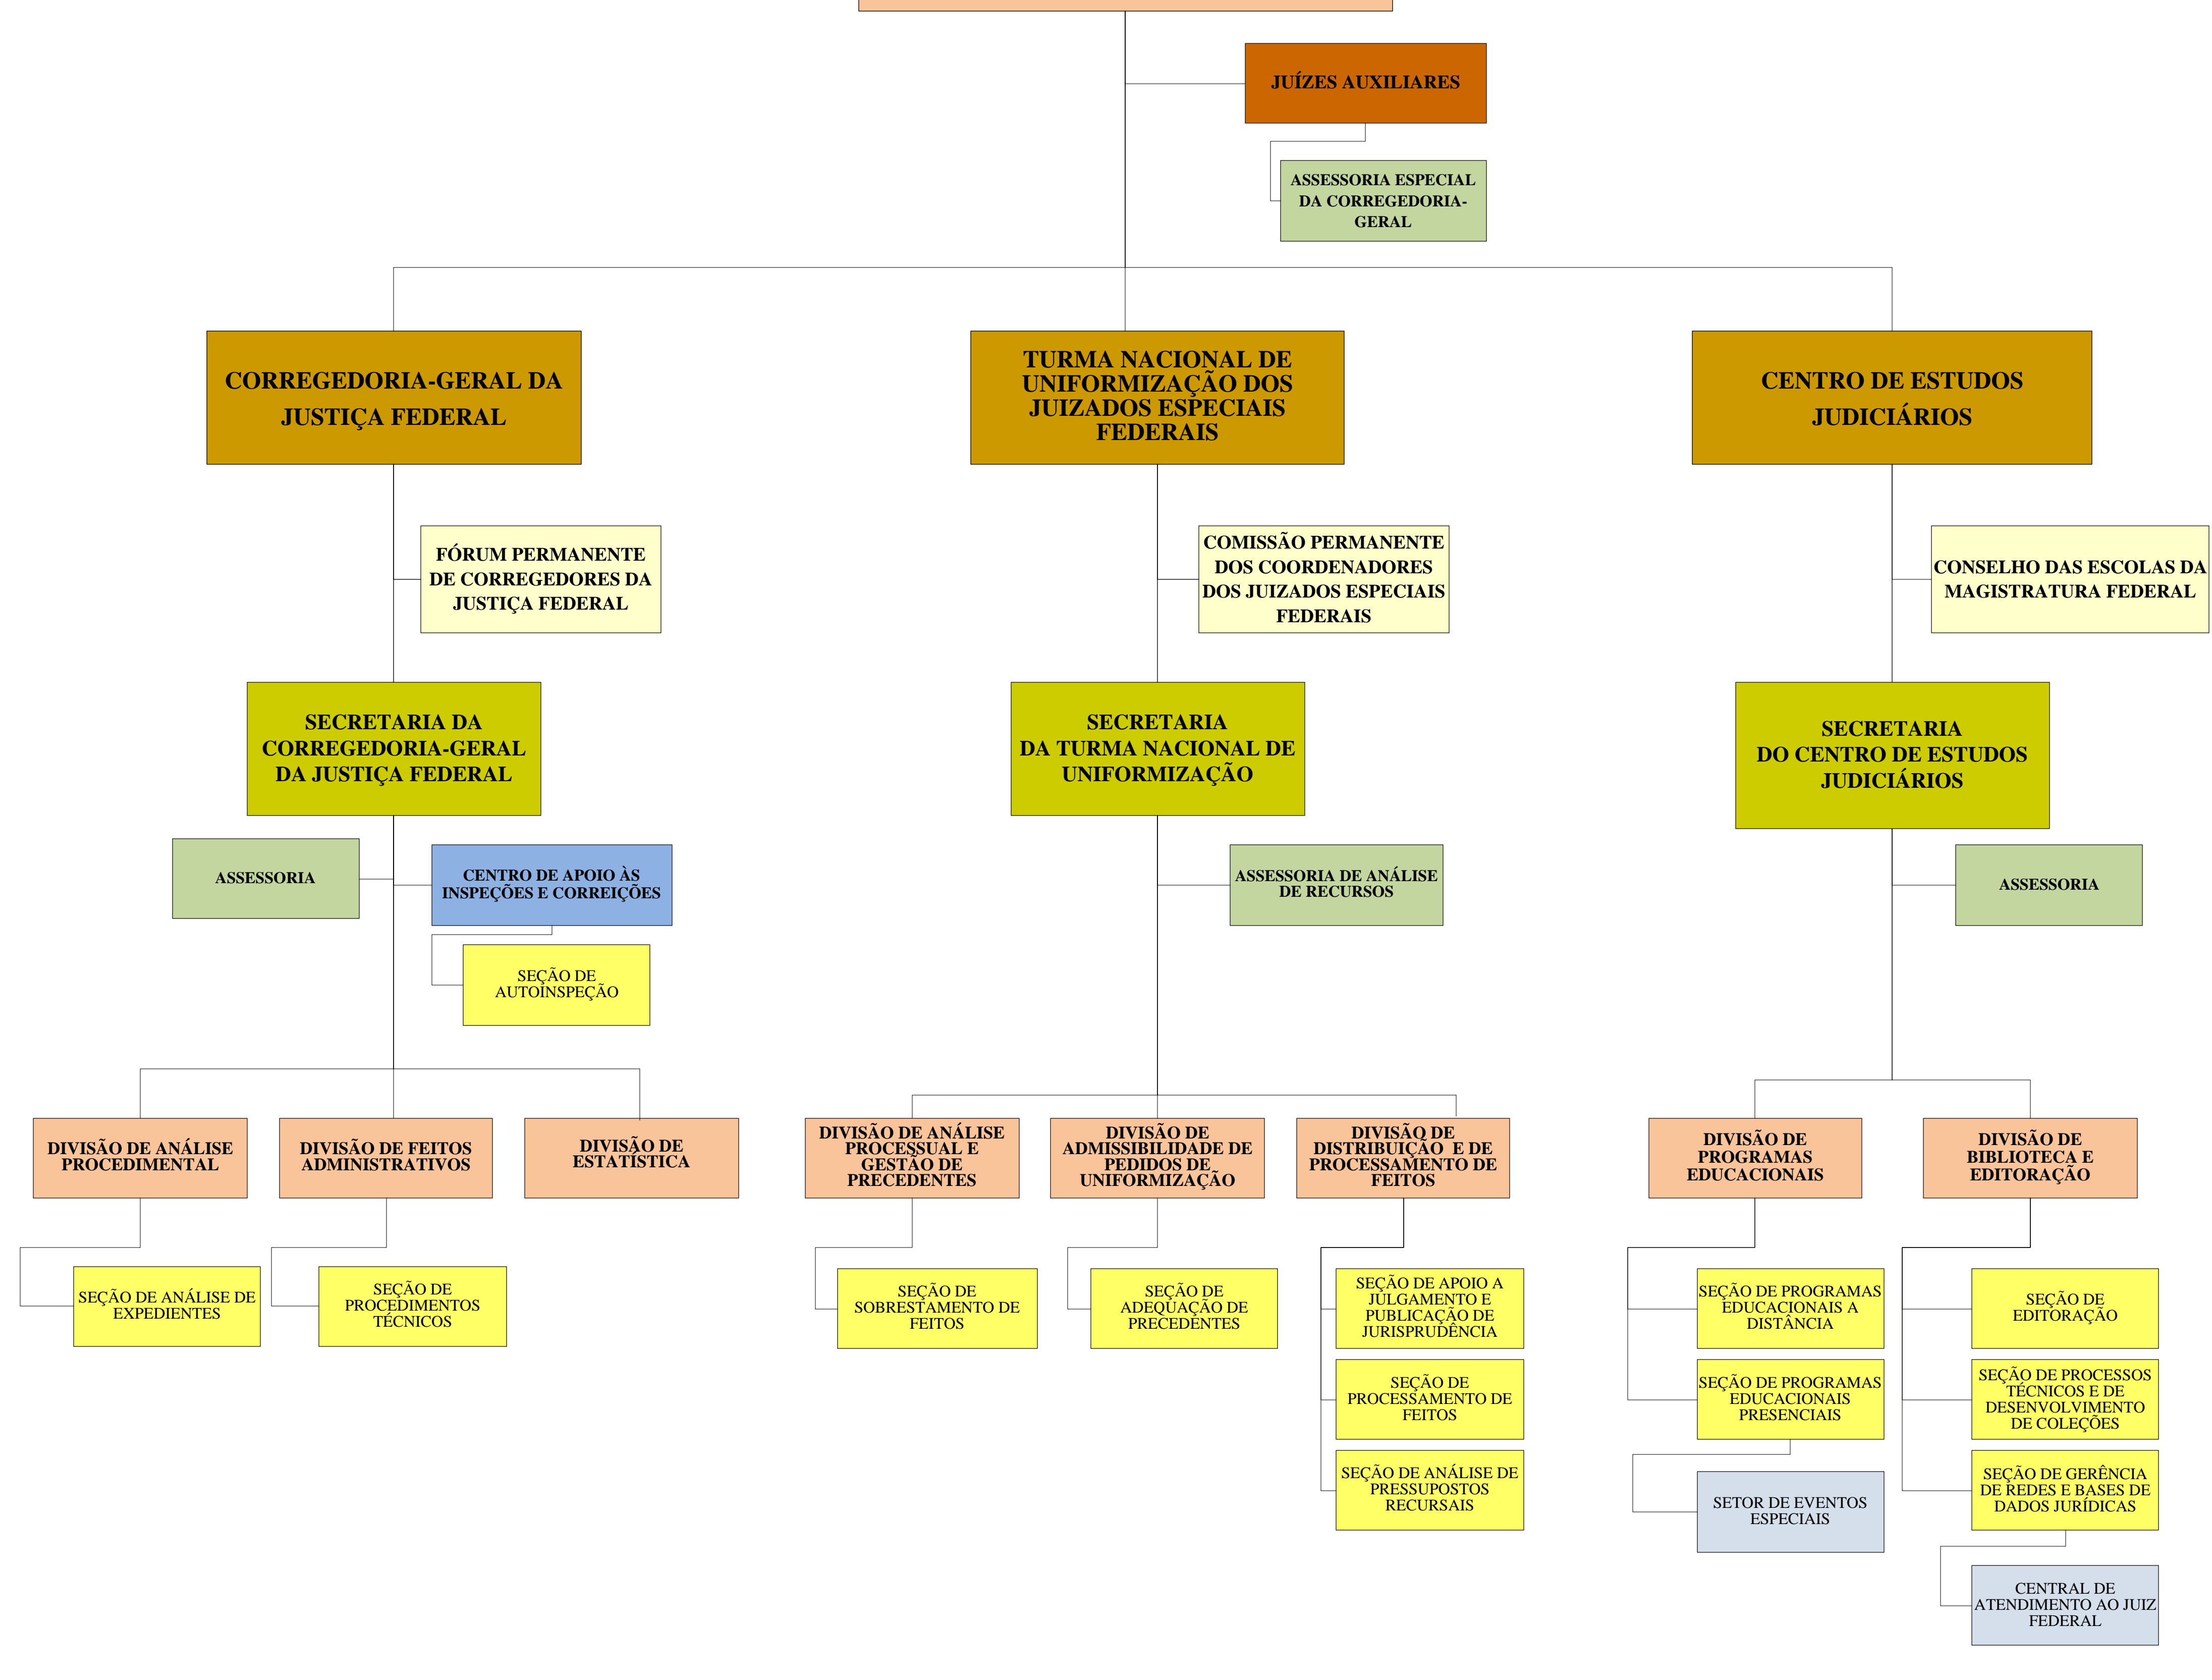 JUÍZES AUXILIARES
ASSESSORIA ESPECIAL
DA CORREGEDORIA-
GERAL
CORREGEDORIA-GERAL DA
JUSTIÇA FEDERAL
TURMA NACIONAL DE
UNIFORMIZAÇÃO DOS
JUIZADOS ESPECIAIS
FEDERAIS
CENTRO DE ESTUDOS
JUDICIÁRIOS
FÓRUM PERMANENTE
DE CORREGEDORES DA
JUSTIÇA FEDERAL
COMISSÃO PERMANENTE
DOS COORDENADORES
DOS JUIZADOS ESPECIAIS
FEDERAIS
CONSELHO DAS ESCOLAS DA
MAGISTRATURA FEDERAL
SECRETARIA DA
CORREGEDORIA-GERAL
DA JUSTIÇA FEDERAL
SECRETARIA
DA TURMA NACIONAL DE
UNIFORMIZAÇÃO
SECRETARIA
DO CENTRO DE ESTUDOS
JUDICIÁRIOS
ASSESSORIA
CENTRO DE APOIO ÀS
INSPEÇÕES E CORREIÇÕES
ASSESSORIA DE ANÁLISE
DE RECURSOS
ASSESSORIA
SEÇÃO DE
AUTOINSPEÇÃO
DIVISÃO DE ANÁLISE
PROCEDIMENTAL
DIVISÃO DE FEITOS
ADMINISTRATIVOS
DIVISÃO DE
ESTATÍSTICA
DIVISÃO DE ANÁLISE
PROCESSUAL E
GESTÃO DE
PRECEDENTES
DIVISÃO DE
ADMISSIBILIDADE DE
PEDIDOS DE
UNIFORMIZAÇÃO
DIVISÃO DE
DISTRIBUIÇÃO  E DE
PROCESSAMENTO DE
FEITOS
DIVISÃO DE
PROGRAMAS
EDUCACIONAIS
DIVISÃO DE
BIBLIOTECA E
EDITORAÇÃO
SEÇÃO DE ANÁLISE DE
EXPEDIENTES
SEÇÃO DE
PROCEDIMENTOS
TÉCNICOS
SEÇÃO DE
SOBRESTAMENTO DE
FEITOS
SEÇÃO DE
ADEQUAÇÃO DE
PRECEDENTES
SEÇÃO DE APOIO A
JULGAMENTO E
PUBLICAÇÃO DE
JURISPRUDÊNCIA
SEÇÃO DE PROGRAMAS
EDUCACIONAIS A
DISTÂNCIA
SEÇÃO DE
EDITORAÇÃO
SEÇÃO DE
PROCESSAMENTO DE
FEITOS
SEÇÃO DE PROGRAMAS
EDUCACIONAIS
PRESENCIAIS
SEÇÃO DE PROCESSOS
TÉCNICOS E DE
DESENVOLVIMENTO
DE COLEÇÕES
SEÇÃO DE ANÁLISE DE
PRESSUPOSTOS
RECURSAIS
SETOR DE EVENTOS
ESPECIAIS
SEÇÃO DE GERÊNCIA
DE REDES E BASES DE
DADOS JURÍDICAS
CENTRAL DE
ATENDIMENTO AO JUIZ
FEDERAL